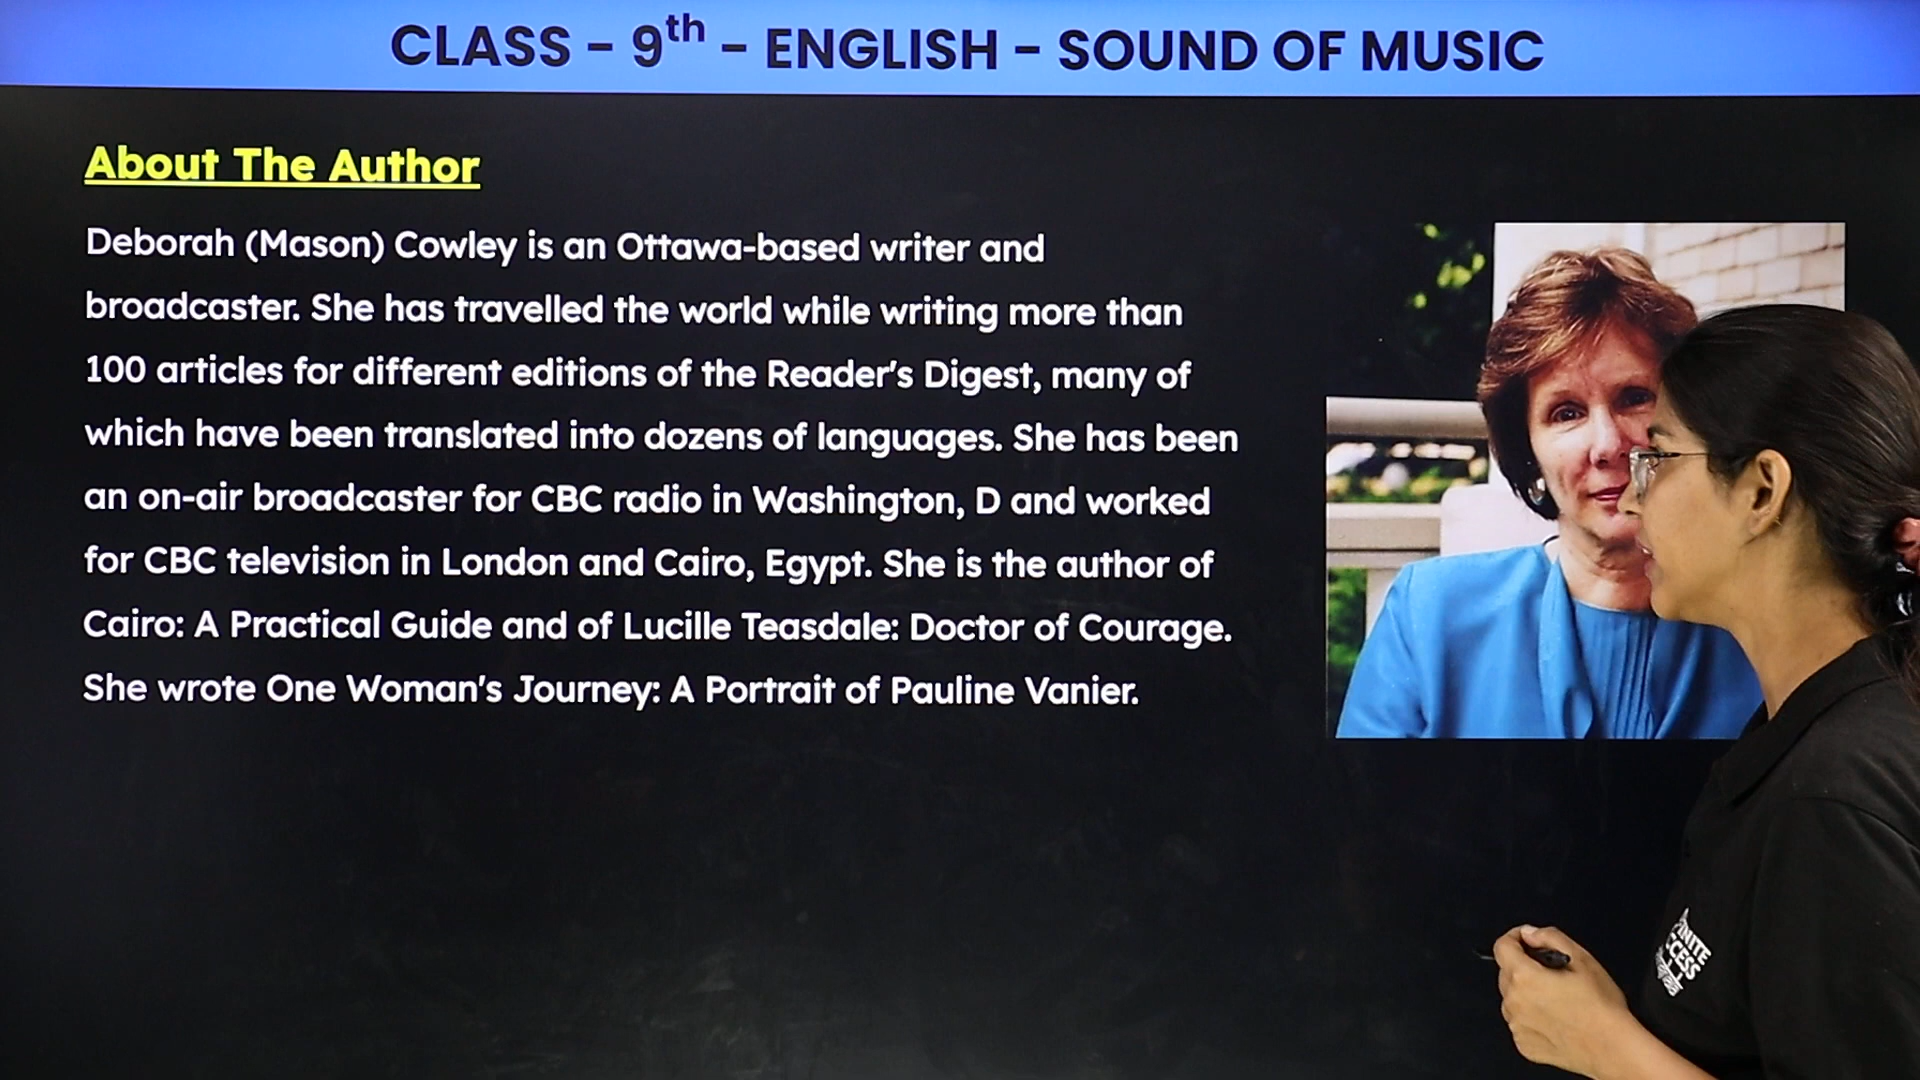 CLASS - 9th - ENGLISH - SOUND OF MUSIC
About The Author
Deborah (Mason) Cowley is an Ottawa-based writer and
broadcaster. She has travelled the world while writing more than
100 articles for different editions of the Reader's Digest, many of
which have been translated into dozens of languages. She has been
an on-air broadcaster for CBC radio in Washington, D and worked
for CBC television in London and Cairo, Egypt. She is the author of
Cairo: A Practical Guide and of Lucille Teasdale: Doctor of Courage.
She wrote One Woman's Journey: A Portrait of Pauline Vanier.